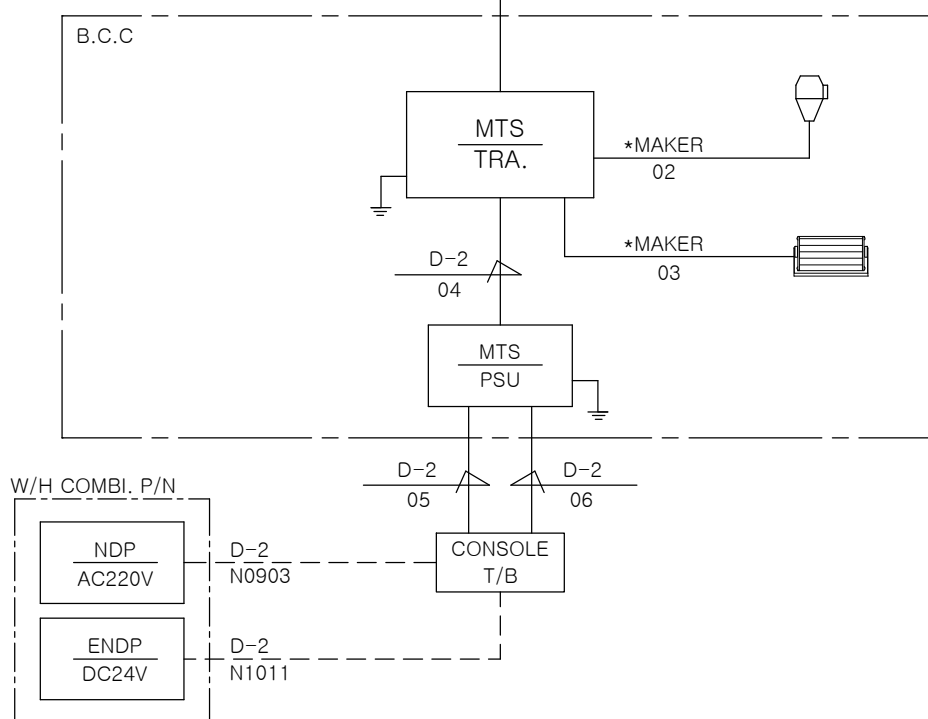 B.C.C
MTS
TRA.
*MAKER
02
*MAKER
03
D-2
04
MTS
PSU
D-2
05
D-2
06
W/H COMBI. P/N
NDP
AC220V
D-2
N0903
CONSOLE
T/B
ENDP
DC24V
D-2
N1011